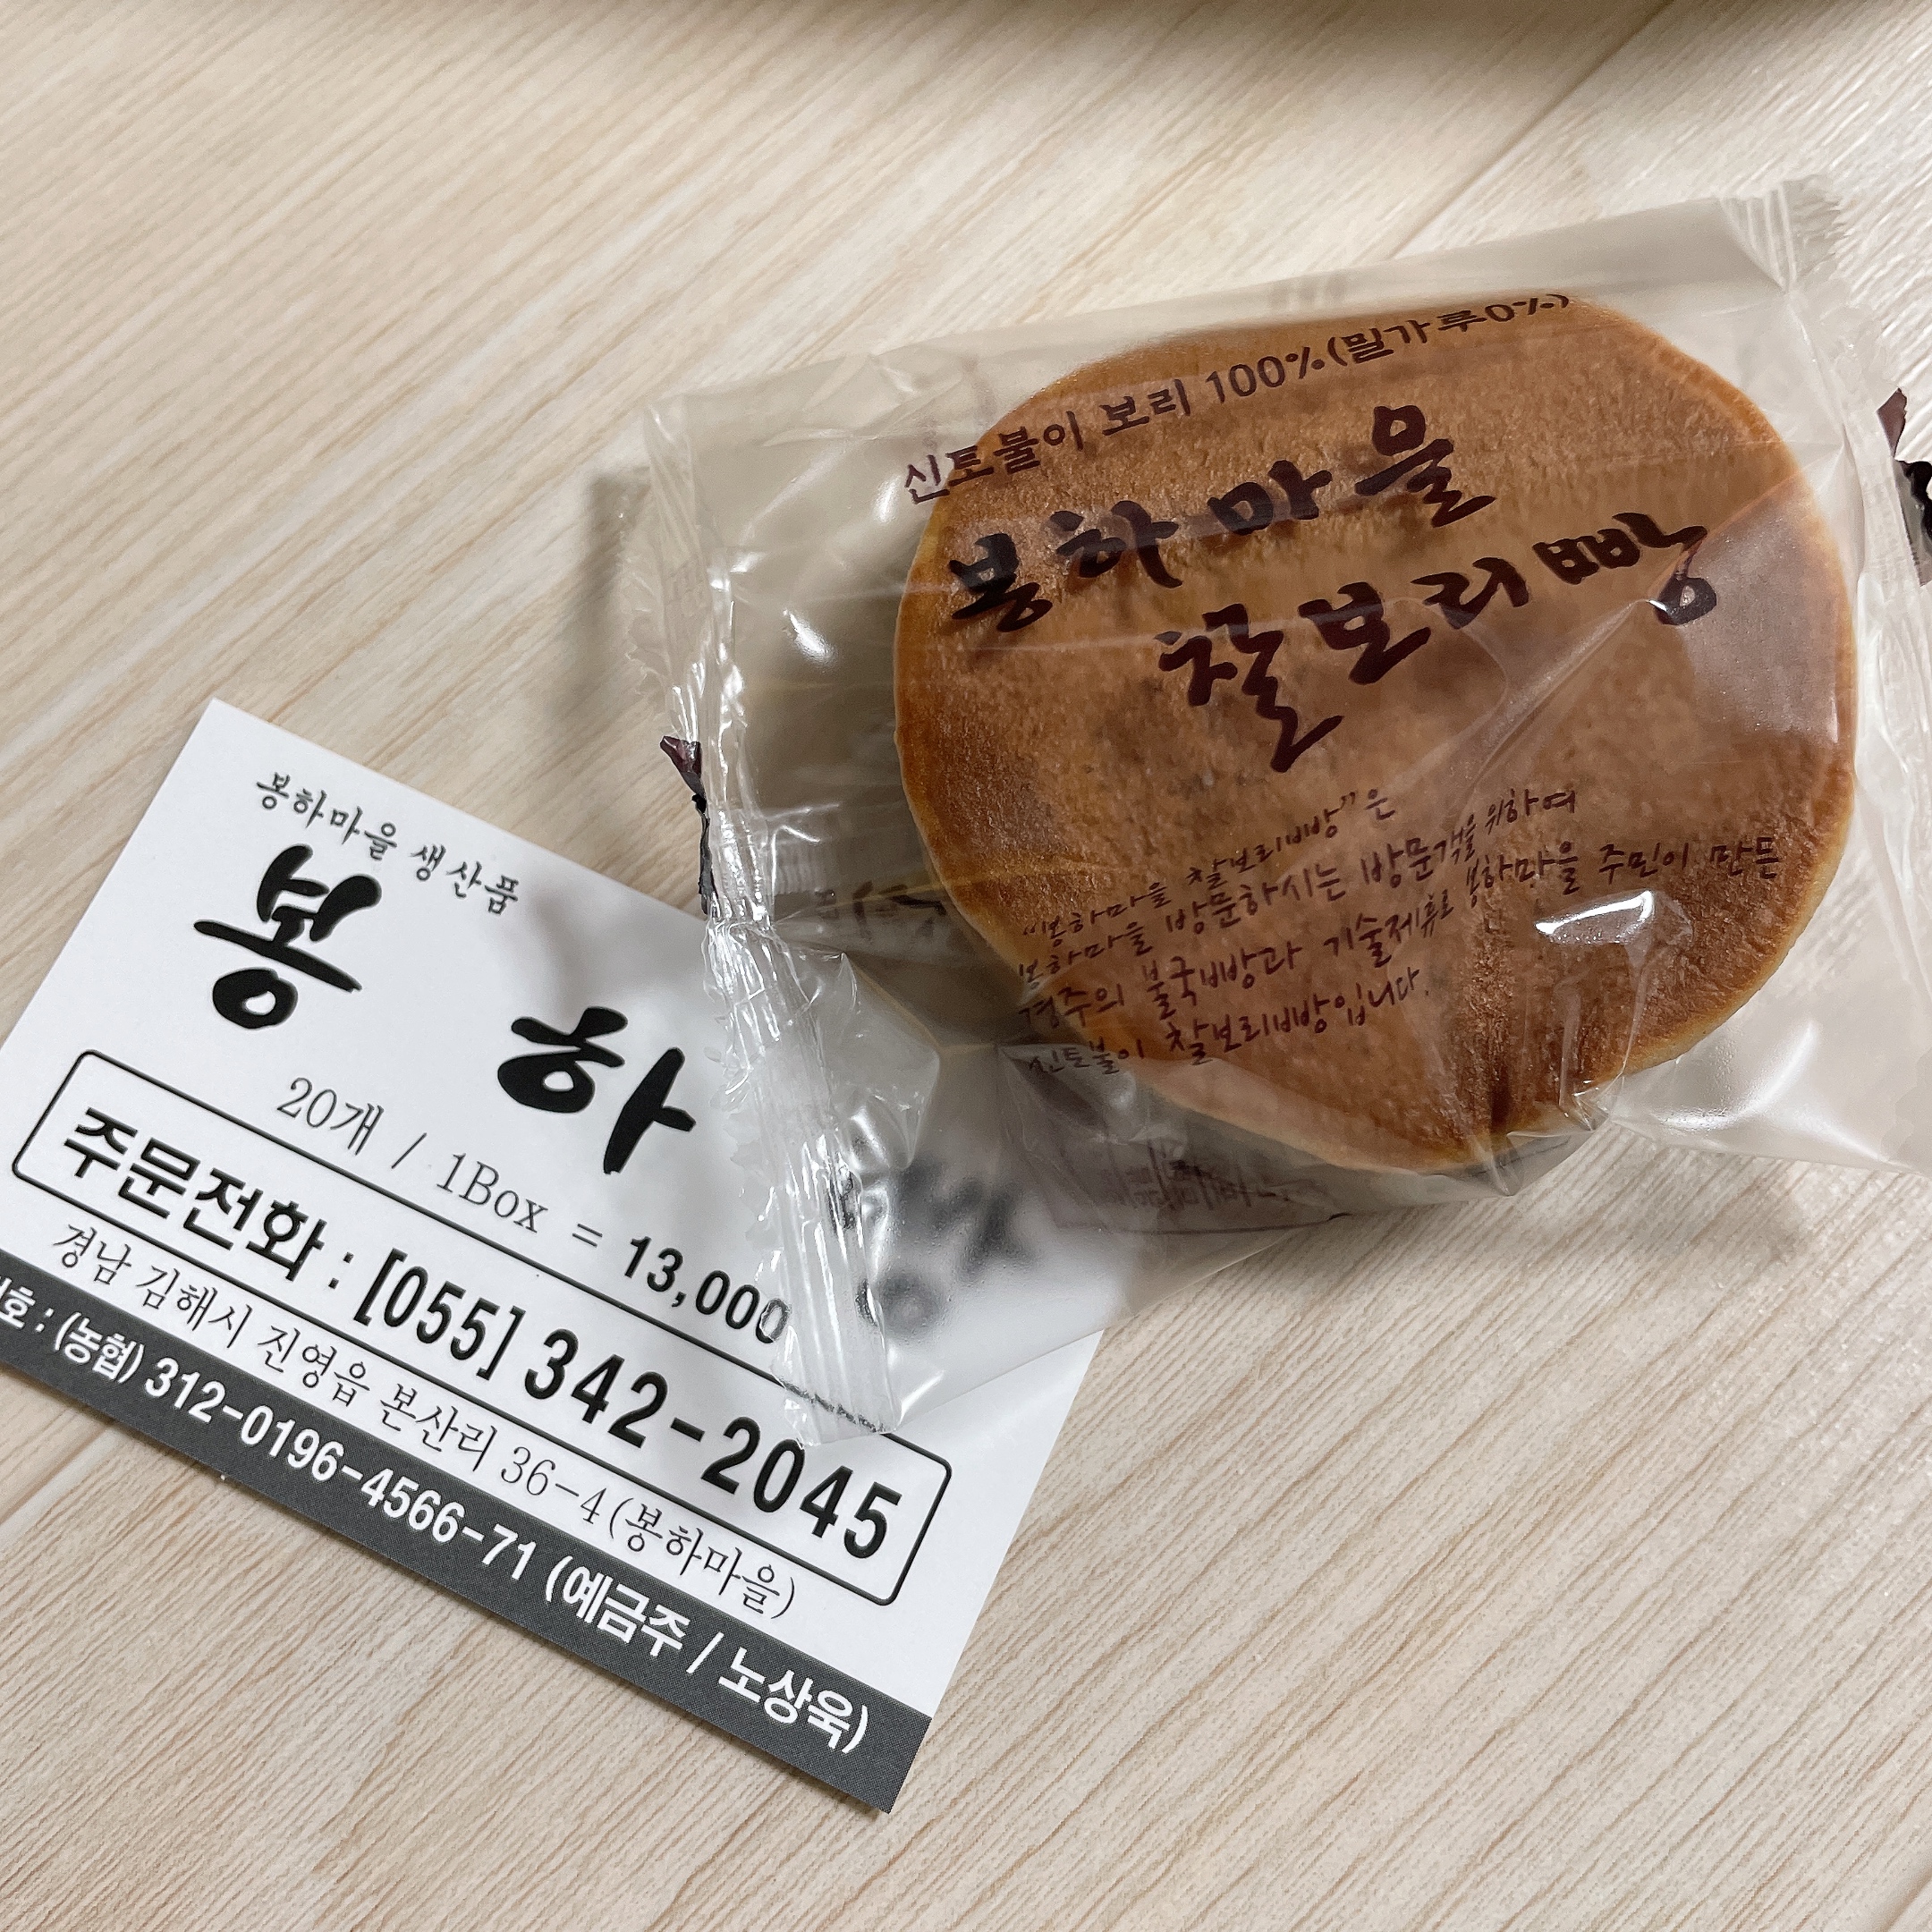 신토불이 보리 100%(밀가루0%)
봉하마을
찰보리빵
"봉하마을 찰보리빵"은
봉하마을 방문하시는 방문객을 위하여
경주의 불국빵과 기술제휴로 봉하마을 주민이 만든
신토불이 찰보리빵입니다.
봉하마을 생산품
봉하
20개 / 1Box = 13,000
주문전화 : [055] 342-2045
경남 김해시 진영읍 본산리 36-4(봉하마을)
호 : (농협) 312-0196-4566-71 (예금주 / 노상욱)